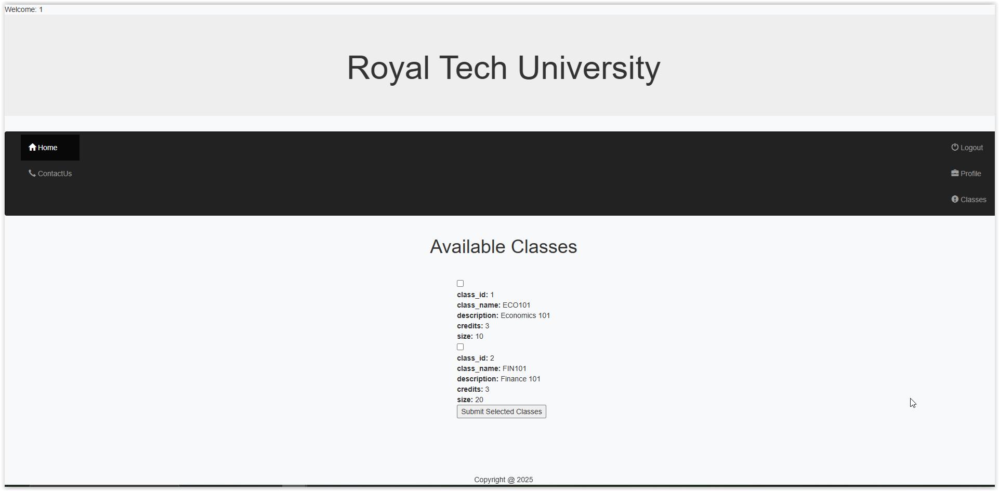 Welcome: 1
Royal Tech University
Home
Logout
ContactUs
Profile
Classes
Available Classes
class_id: 1
class_name: ECO101
description: Economics 101
credits: 3
size: 10
class_id: 2
class_name: FIN101
description: Finance 101
credits: 3
size: 20
Submit Selected Classes
Copyright @ 2025